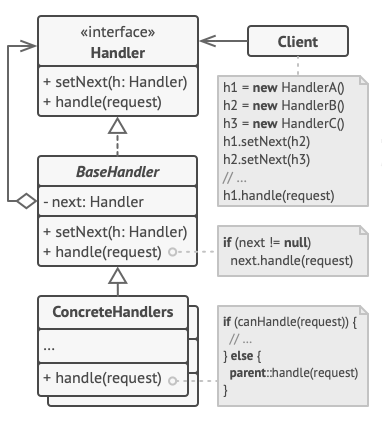 «interface»
Handler
+ setNext(h: Handler)
+ handle(request)
Client
h1 = new HandlerA()
h2 = new HandlerB()
h3 = new HandlerC()
h1.setNext(h2)
h2.setNext(h3)
// ...
h1.handle(request)
BaseHandler
- next: Handler
+ setNext(h: Handler)
+ handle(request)
if (next != null)
next.handle(request)
ConcreteHandlers
...
+ handle(request)
if (canHandle(request)) {
// ...
} else {
parent::handle(request)
}